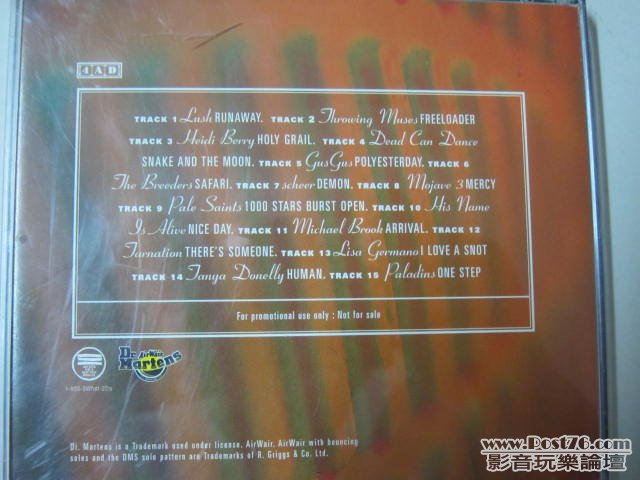 4AD
TRACK 1 Lush RUNAWAY. TRACK 2 Throwing Muses FREELOADER
TRACK 3 Heidi Berry HOLY GRAIL. TRACK 4 Dead Can Dance
SNAKE AND THE MOON. TRACK 5 GusGus POLYESTERDAY. TRACK 6
The Breeders SAFARI. TRACK 7 scheer DEMON. TRACK 8 Mojave 3 MERCY
TRACK 9 Pale Saints 1000 STARS BURST OPEN. TRACK 10 His Name
Is Alive NICE DAY. TRACK 11 Michael Brook ARRIVAL. TRACK 12
Tarnation THERE'S SOMEONE. TRACK 13 Lisa Germano I LOVE A SNOT
TRACK 14 Tanya Donelly HUMAN. TRACK 15 Paladins ONE STEP
For promotional use only : Not for sale
Dr. Martens AirWair
Dr. Martens is a Trademark used under license. AirWair, AirWair with bouncing
soles and the DMS sole pattern are Trademarks of R. Griggs & Co. Ltd.
www.Post76.com
影音玩樂論壇